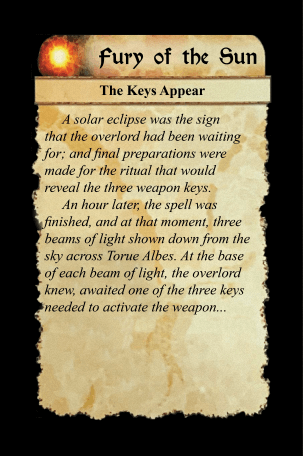 Fury of the Sun
The Keys Appear
A solar eclipse was the sign
that the overlord had been waiting
for; and final preparations were
made for the ritual that would
reveal the three weapon keys.
An hour later, the spell was
finished, and at that moment, three
beams of light shown down from the
sky across Torue Albes. At the base
of each beam of light, the overlord
knew, awaited one of the three keys
needed to activate the weapon...